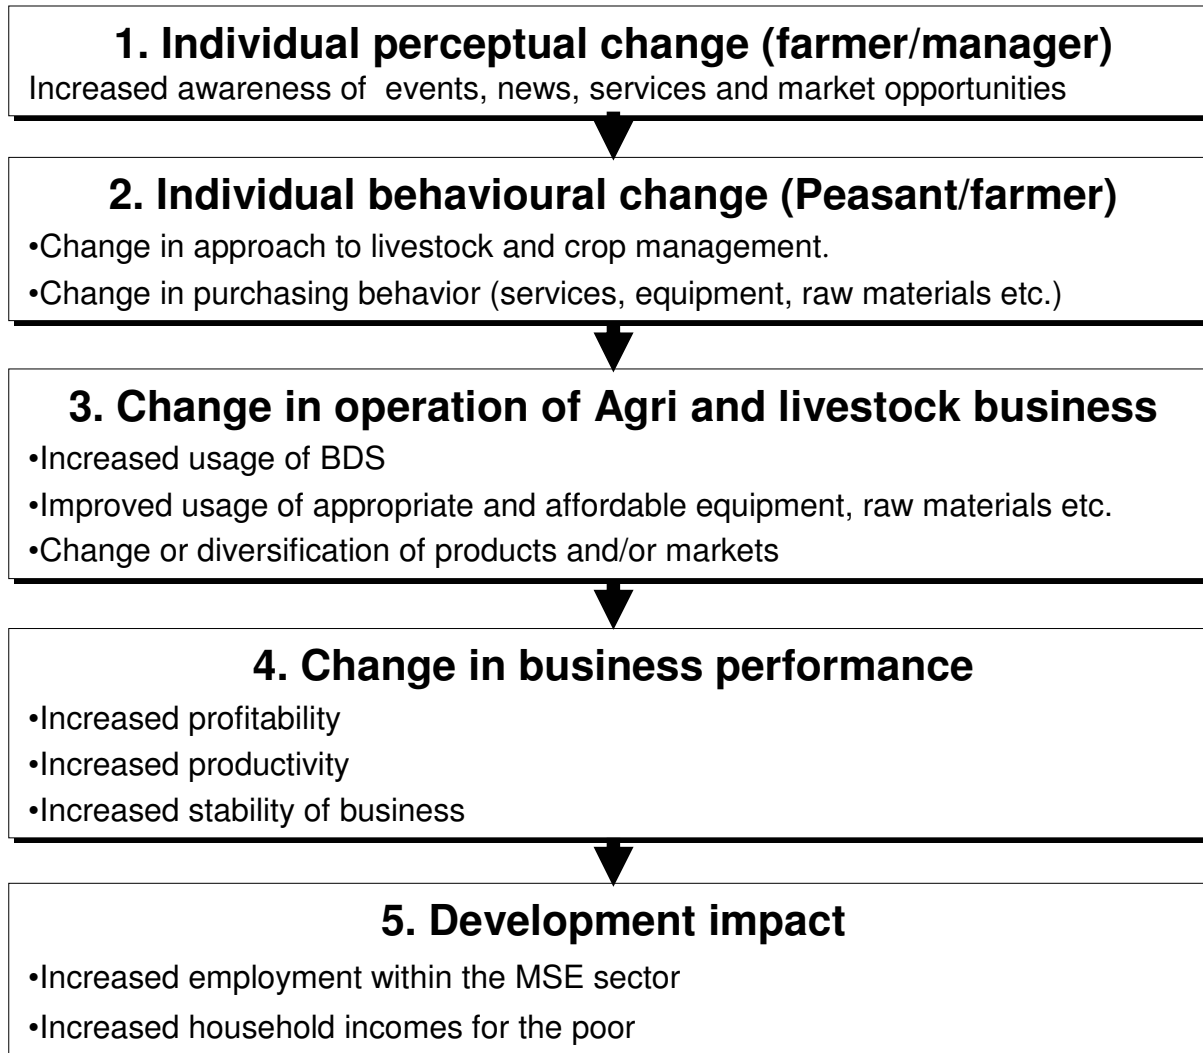 1. Individual perceptual change (farmer/manager)
Increased awareness of  events, news, services and market opportunities
2. Individual behavioural change (Peasant/farmer)
•Change in approach to livestock and crop management.
•Change in purchasing behavior (services, equipment, raw materials etc.)
3. Change in operation of Agri and livestock business
•Increased usage of BDS
•Improved usage of appropriate and affordable equipment, raw materials etc.
•Change or diversification of products and/or markets
4. Change in business performance
•Increased profitability
•Increased productivity
•Increased stability of business
5. Development impact
•Increased employment within the MSE sector
•Increased household incomes for the poor